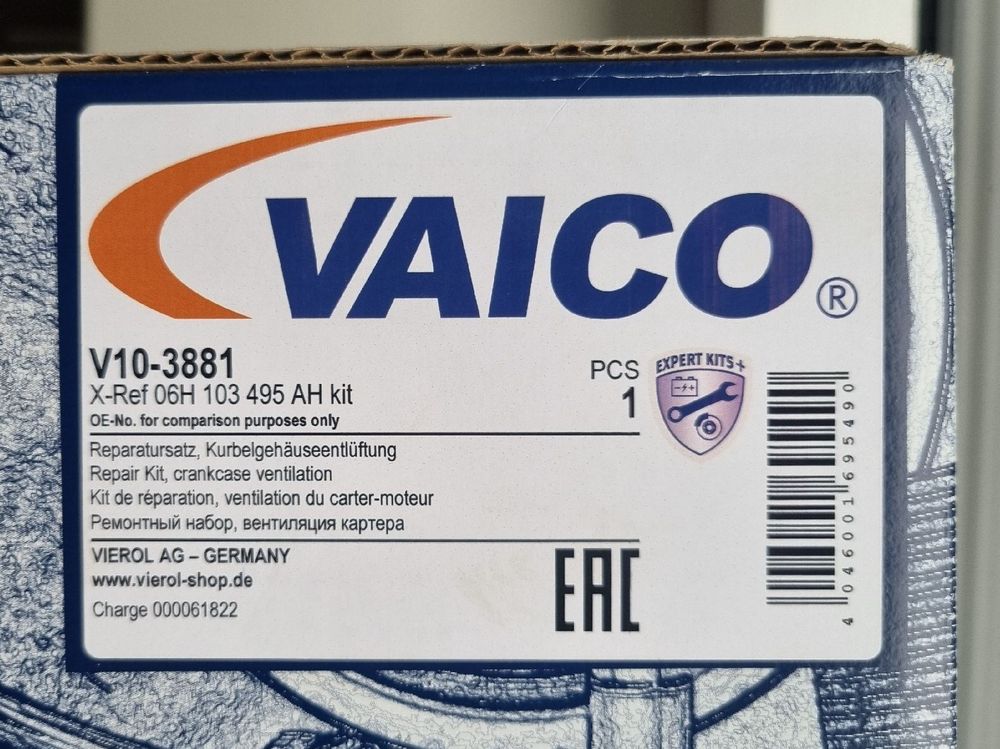 VAICO®
V10-3881
X-Ref 06H 103 495 AH kit
OE-No. for comparison purposes only
PCS
1
EXPERT KITS+
Reparatursatz, Kurbelgehäuseentlüftung
Repair Kit, crankcase ventilation
Kit de réparation, ventilation du carter-moteur
Ремонтный набор, вентиляция картера
VIEROL AG – GERMANY
www.vierol-shop.de
Charge 000061822
EAC
4046001695490